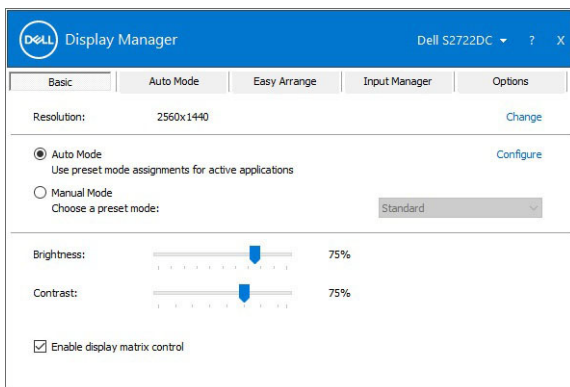 DELL Display Manager Dell S2722DC ? X
Basic Auto Mode Easy Arrange Input Manager Options
Resolution: 2560x1440 Change
Auto Mode Configure
Use preset mode assignments for active applications
Manual Mode
Choose a preset mode: Standard
Brightness: 75%
Contrast: 75%
Enable display matrix control